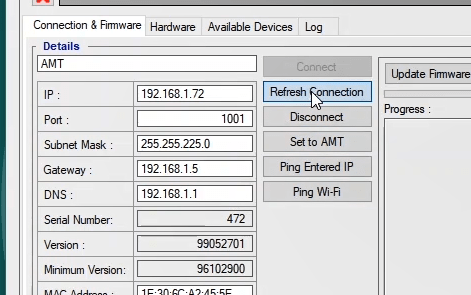 Connection & Firmware Hardware Available Devices Log
Details
AMT Connect
IP : 192.168.1.72 Refresh Connection Update Firmware
Port : 1001 Disconnect Progress :
Subnet Mask : 255.255.225.0 Set to AMT
Gateway : 192.168.1.5 Ping Entered IP
DNS : 192.168.1.1 Ping Wi-Fi
Serial Number: 472
Version : 99052701
Minimum Version: 96102900
MAC Address : 1E:30:6C:A2:45:5E